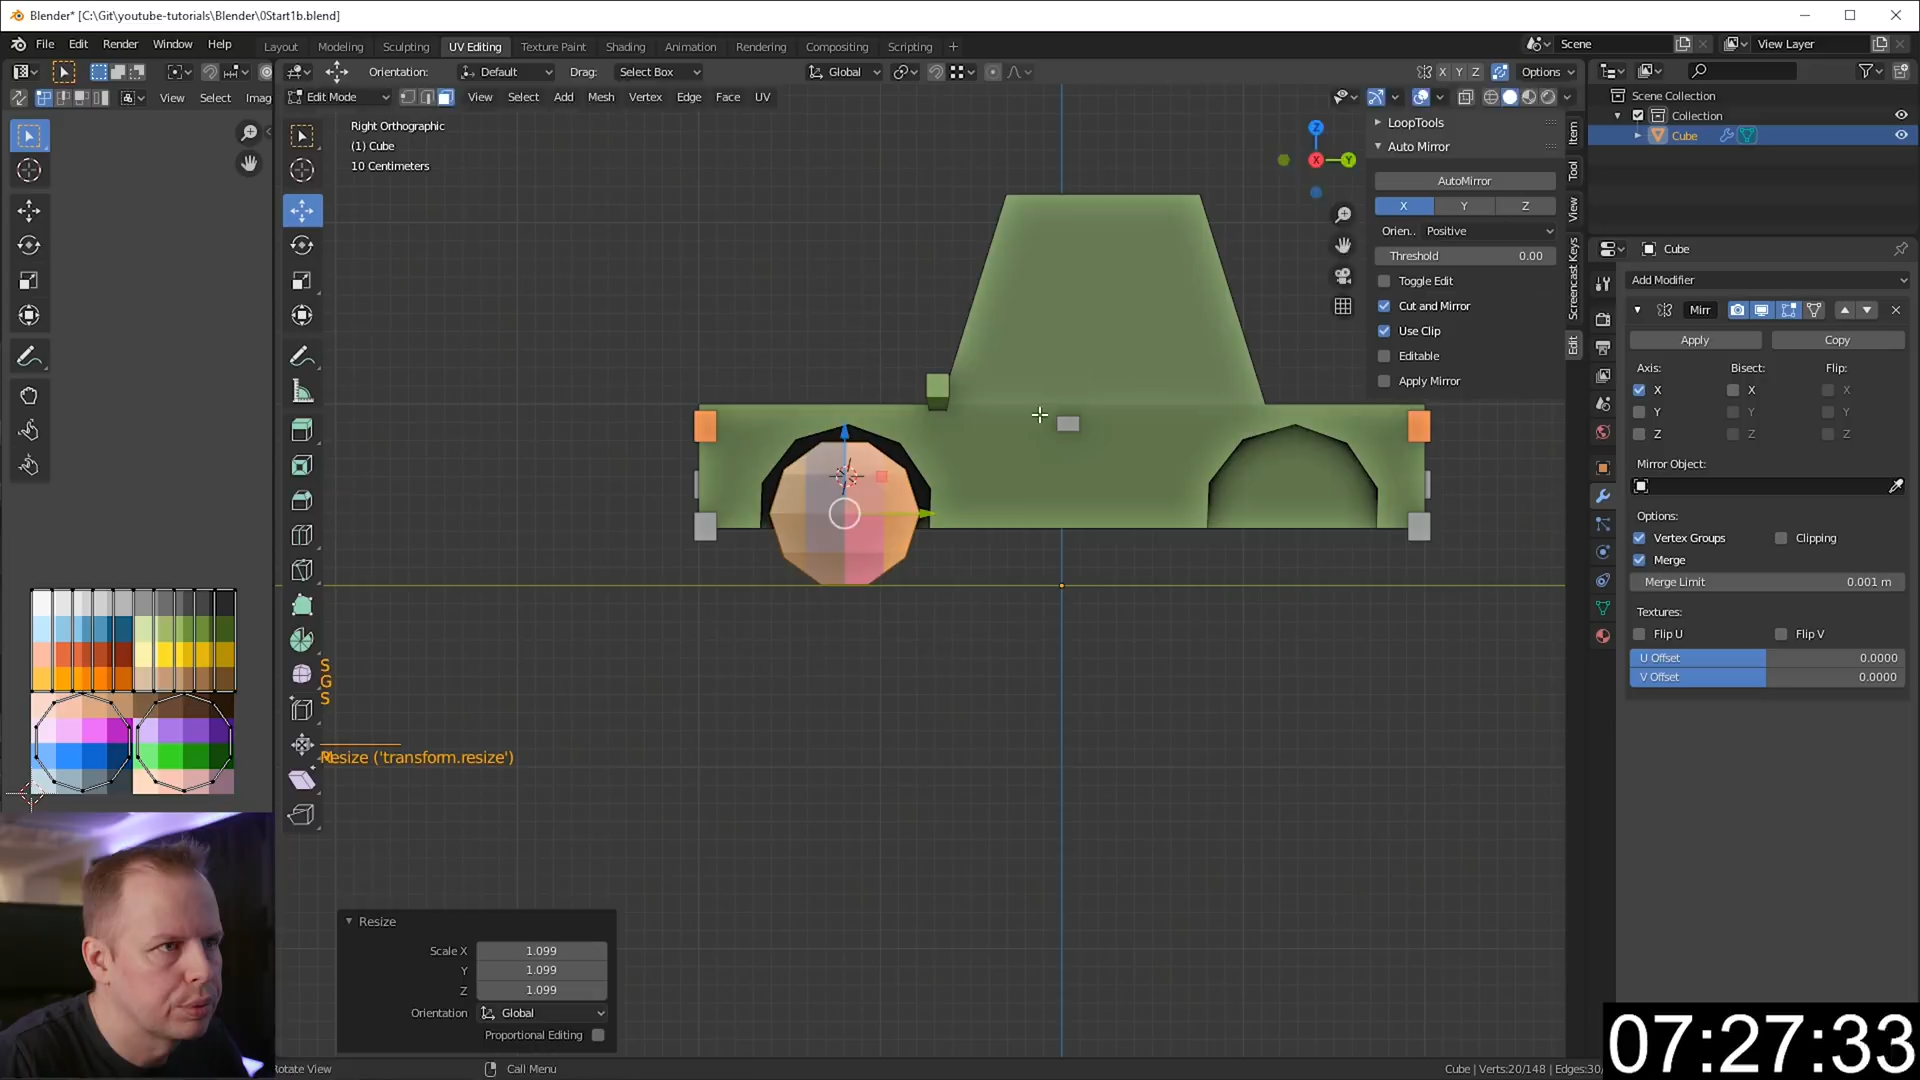 Blender* [C:\Git\youtube-tutorials\Blender\0Start1b.blend]
File Edit Render Window Help
Layout Modeling Sculpting UV Editing Texture Paint Shading Animation Rendering Compositing Scripting +
Scene View Layer
Orientation: Default Drag: Select Box Global X Y Z Options
View Select Imag
Edit Mode View Select Add Mesh Vertex Edge Face UV
Right Orthographic
(1) Cube
10 Centimeters
Z
X Y
LoopTools
Auto Mirror
AutoMirror
X Y Z
Orien.. Positive
Threshold 0.00
Toggle Edit
Cut and Mirror
Use Clip
Editable
Apply Mirror
Item
Tool
View
Screencast Keys
Edit
Scene Collection
Collection
Cube
Cube
Add Modifier
Mirr
Apply Copy
Axis: Bisect: Flip:
X X X
Y Y Y
Z Z Z
Mirror Object:
Options:
Vertex Groups Clipping
Merge
Merge Limit 0.001 m
Textures:
Flip U Flip V
U Offset 0.0000
V Offset 0.0000
S
G
S
Resize ('transform.resize')
Resize
Scale X 1.099
Y 1.099
Z 1.099
Orientation Global
Proportional Editing
Rotate View Call Menu
Cube | Verts:20/148 | Edges:30/
07:27:33